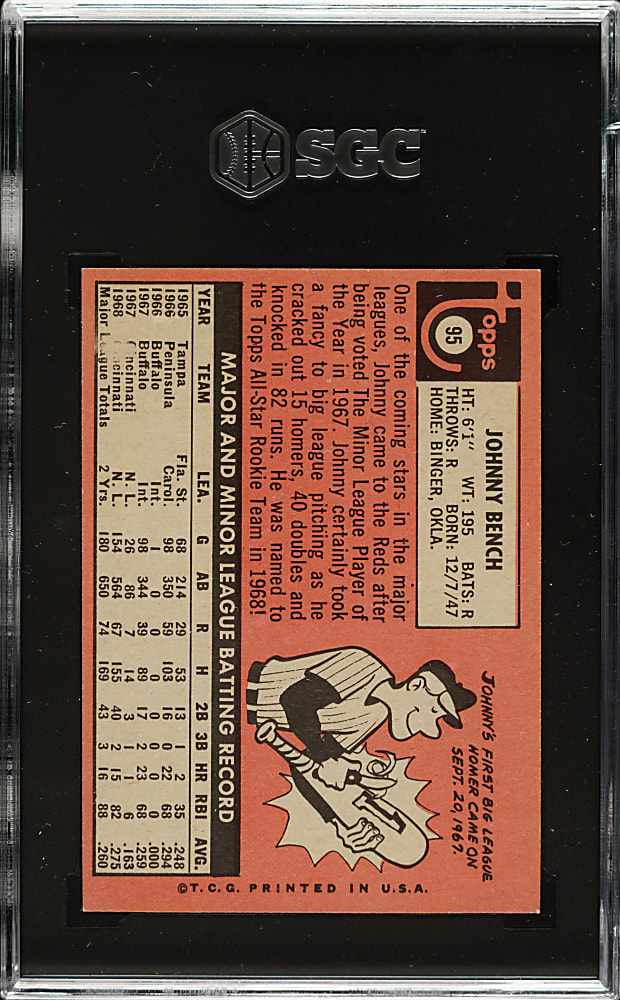 SGC
Topps
95
JOHNNY BENCH
HT: 6'1" WT: 195 BATS: R
THROWS: R BORN: 12/7/47
HOME: BINGER, OKLA.
One of the coming stars in the major
leagues, Johnny came to the Reds after
being voted The Minor League Player of
the Year in 1967. Johnny certainly took
a fancy to big league pitching as he
cracked out 15 homers, 40 doubles and
knocked in 82 runs. He was named to
the Topps All-Star Rookie Team in 1968!
JOHNNY'S FIRST BIG LEAGUE
HOMER CAME ON
SEPT. 20, 1967.
MAJOR AND MINOR LEAGUE BATTING RECORD
YEAR TEAM LEA. G AB R H 2B 3B HR RBI AVG.
1965 Tampa Fla. St. 68 214 29 53 13 1 2 35 .248
1966 Peninsula Carol. 98 350 59 103 16 0 22 68 .294
1966 Buffalo Int. 1 0 0 0 0 0 0 0 .000
1967 Buffalo Int. 98 344 39 89 17 2 23 68 .259
1967 Cincinnati N. L. 26 86 7 14 3 1 1 6 .163
1968 Cincinnati N. L. 154 564 67 155 40 2 15 82 .275
Major League Totals 2 Yrs. 180 650 74 169 43 3 16 88 .260
©T.C.G. PRINTED IN U.S.A.